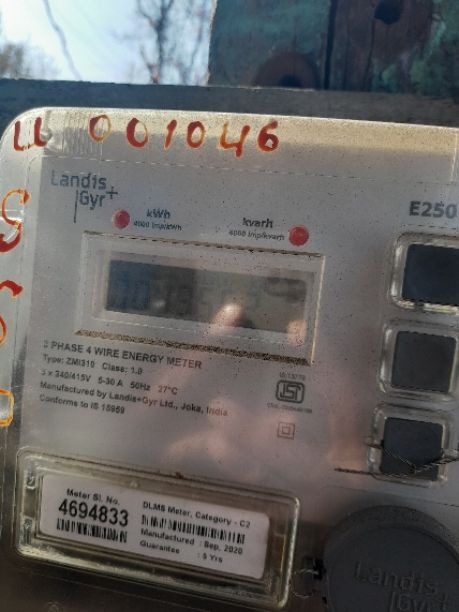 LL 001046
Landis
Gyr+
E250
kWh
4000 imp/kWh
kvarh
4000 imp/kvarh
3 PHASE 4 WIRE ENERGY METER
Type: ZMI310 Class: 1.0
3 x 240/415V 5-30 A 50Hz 27°C
Manufactured by Landis+Gyr Ltd., Joka, India
Conforms to IS 15959
Meter Sl. No.
4694833
DLMS Meter, Category - C2
Manufactured : Sep, 2020
Guarantee : 5 Yrs
Landis
Gyr